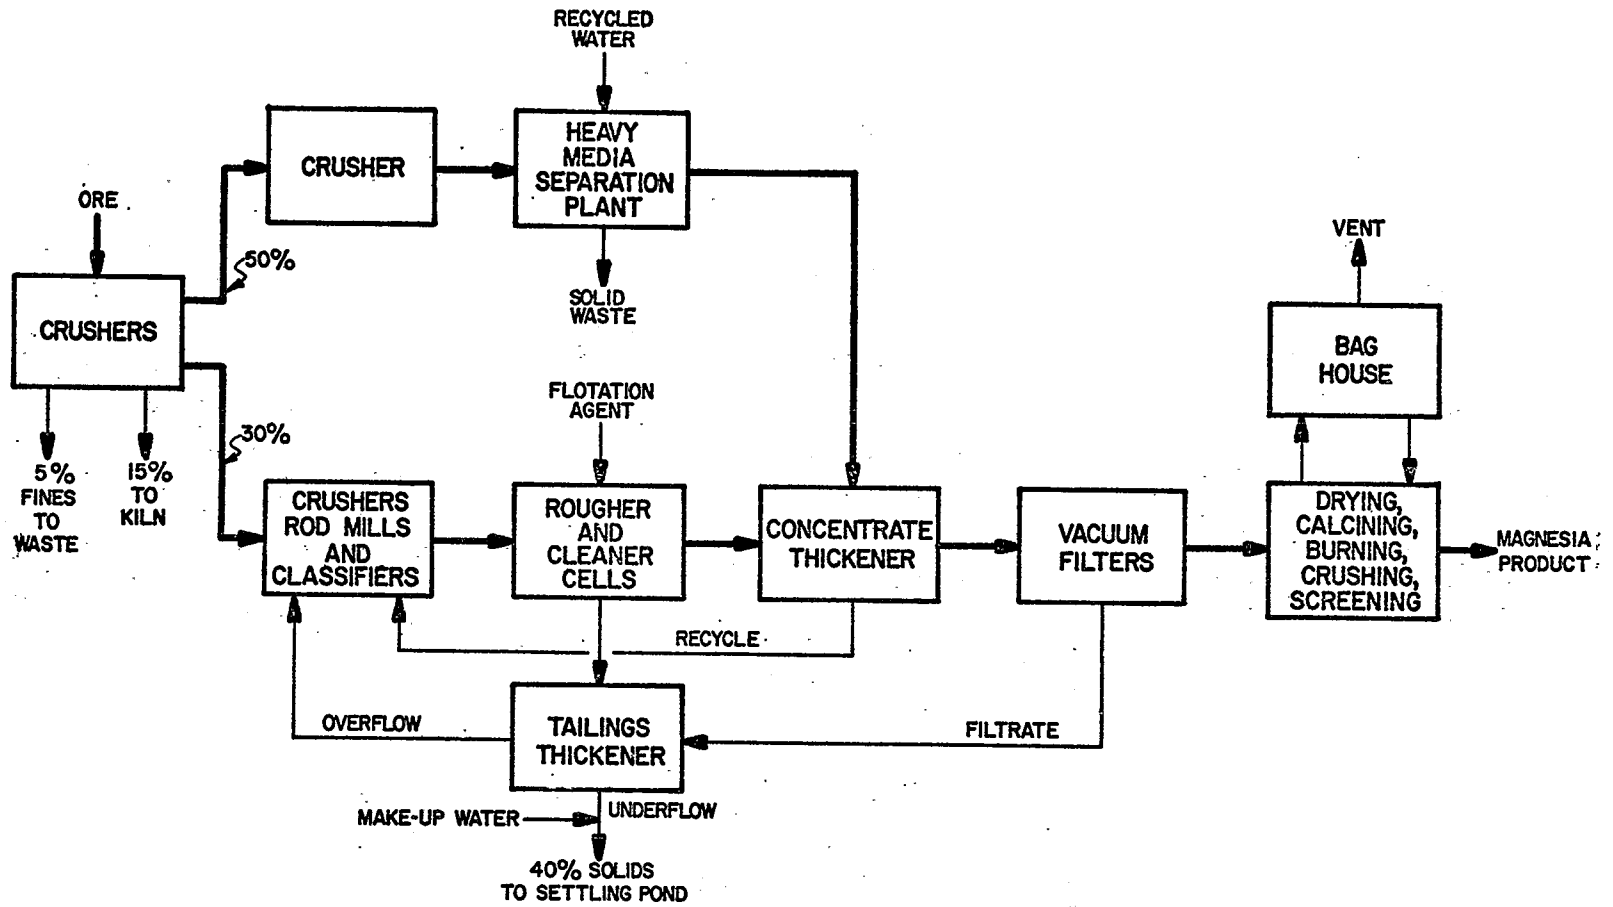 RECYCLED
WATER
CRUSHER
HEAVY
MEDIA
SEPARATION
PLANT
ORE
50%
CRUSHERS
SOLID
WASTE
VENT
BAG
HOUSE
5%
FINES
TO
WASTE
15%
TO
KILN
30%
FLOTATION
AGENT
CRUSHERS
ROD MILLS
AND
CLASSIFIERS
ROUGHER
AND
CLEANER
CELLS
CONCENTRATE
THICKENER
VACUUM
FILTERS
DRYING,
CALCINING,
BURNING,
CRUSHING,
SCREENING
MAGNESIA
PRODUCT
RECYCLE
OVERFLOW
TAILINGS
THICKENER
FILTRATE
MAKE-UP WATER
UNDERFLOW
40% SOLIDS
TO SETTLING POND